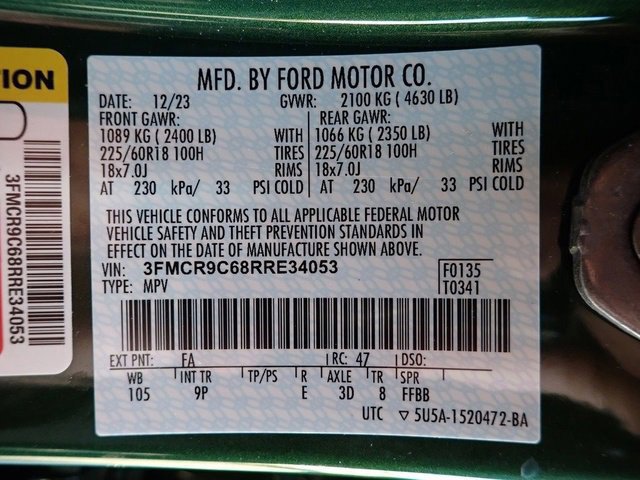 TION
3FMCR9C68RRE34053
MFD. BY FORD MOTOR CO.
DATE: 12/23 GVWR: 2100 KG ( 4630 LB)
FRONT GAWR: REAR GAWR:
1089 KG ( 2400 LB) WITH 1066 KG ( 2350 LB) WITH
225/60R18 100H TIRES 225/60R18 100H TIRES
18x7.0J RIMS 18x7.0J RIMS
AT 230 kPa/ 33 PSI COLD AT 230 kPa/ 33 PSI COLD
THIS VEHICLE CONFORMS TO ALL APPLICABLE FEDERAL MOTOR
VEHICLE SAFETY AND THEFT PREVENTION STANDARDS IN
EFFECT ON THE DATE OF MANUFACTURE SHOWN ABOVE.
VIN: 3FMCR9C68RRE34053 F0135
TYPE: MPV T0341
EXT PNT: FA RC: 47 DSO:
WB INT TR TP/PS R AXLE TR SPR
105 9P E 3D 8 FFBB
UTC ▽ 5U5A-1520472-BA